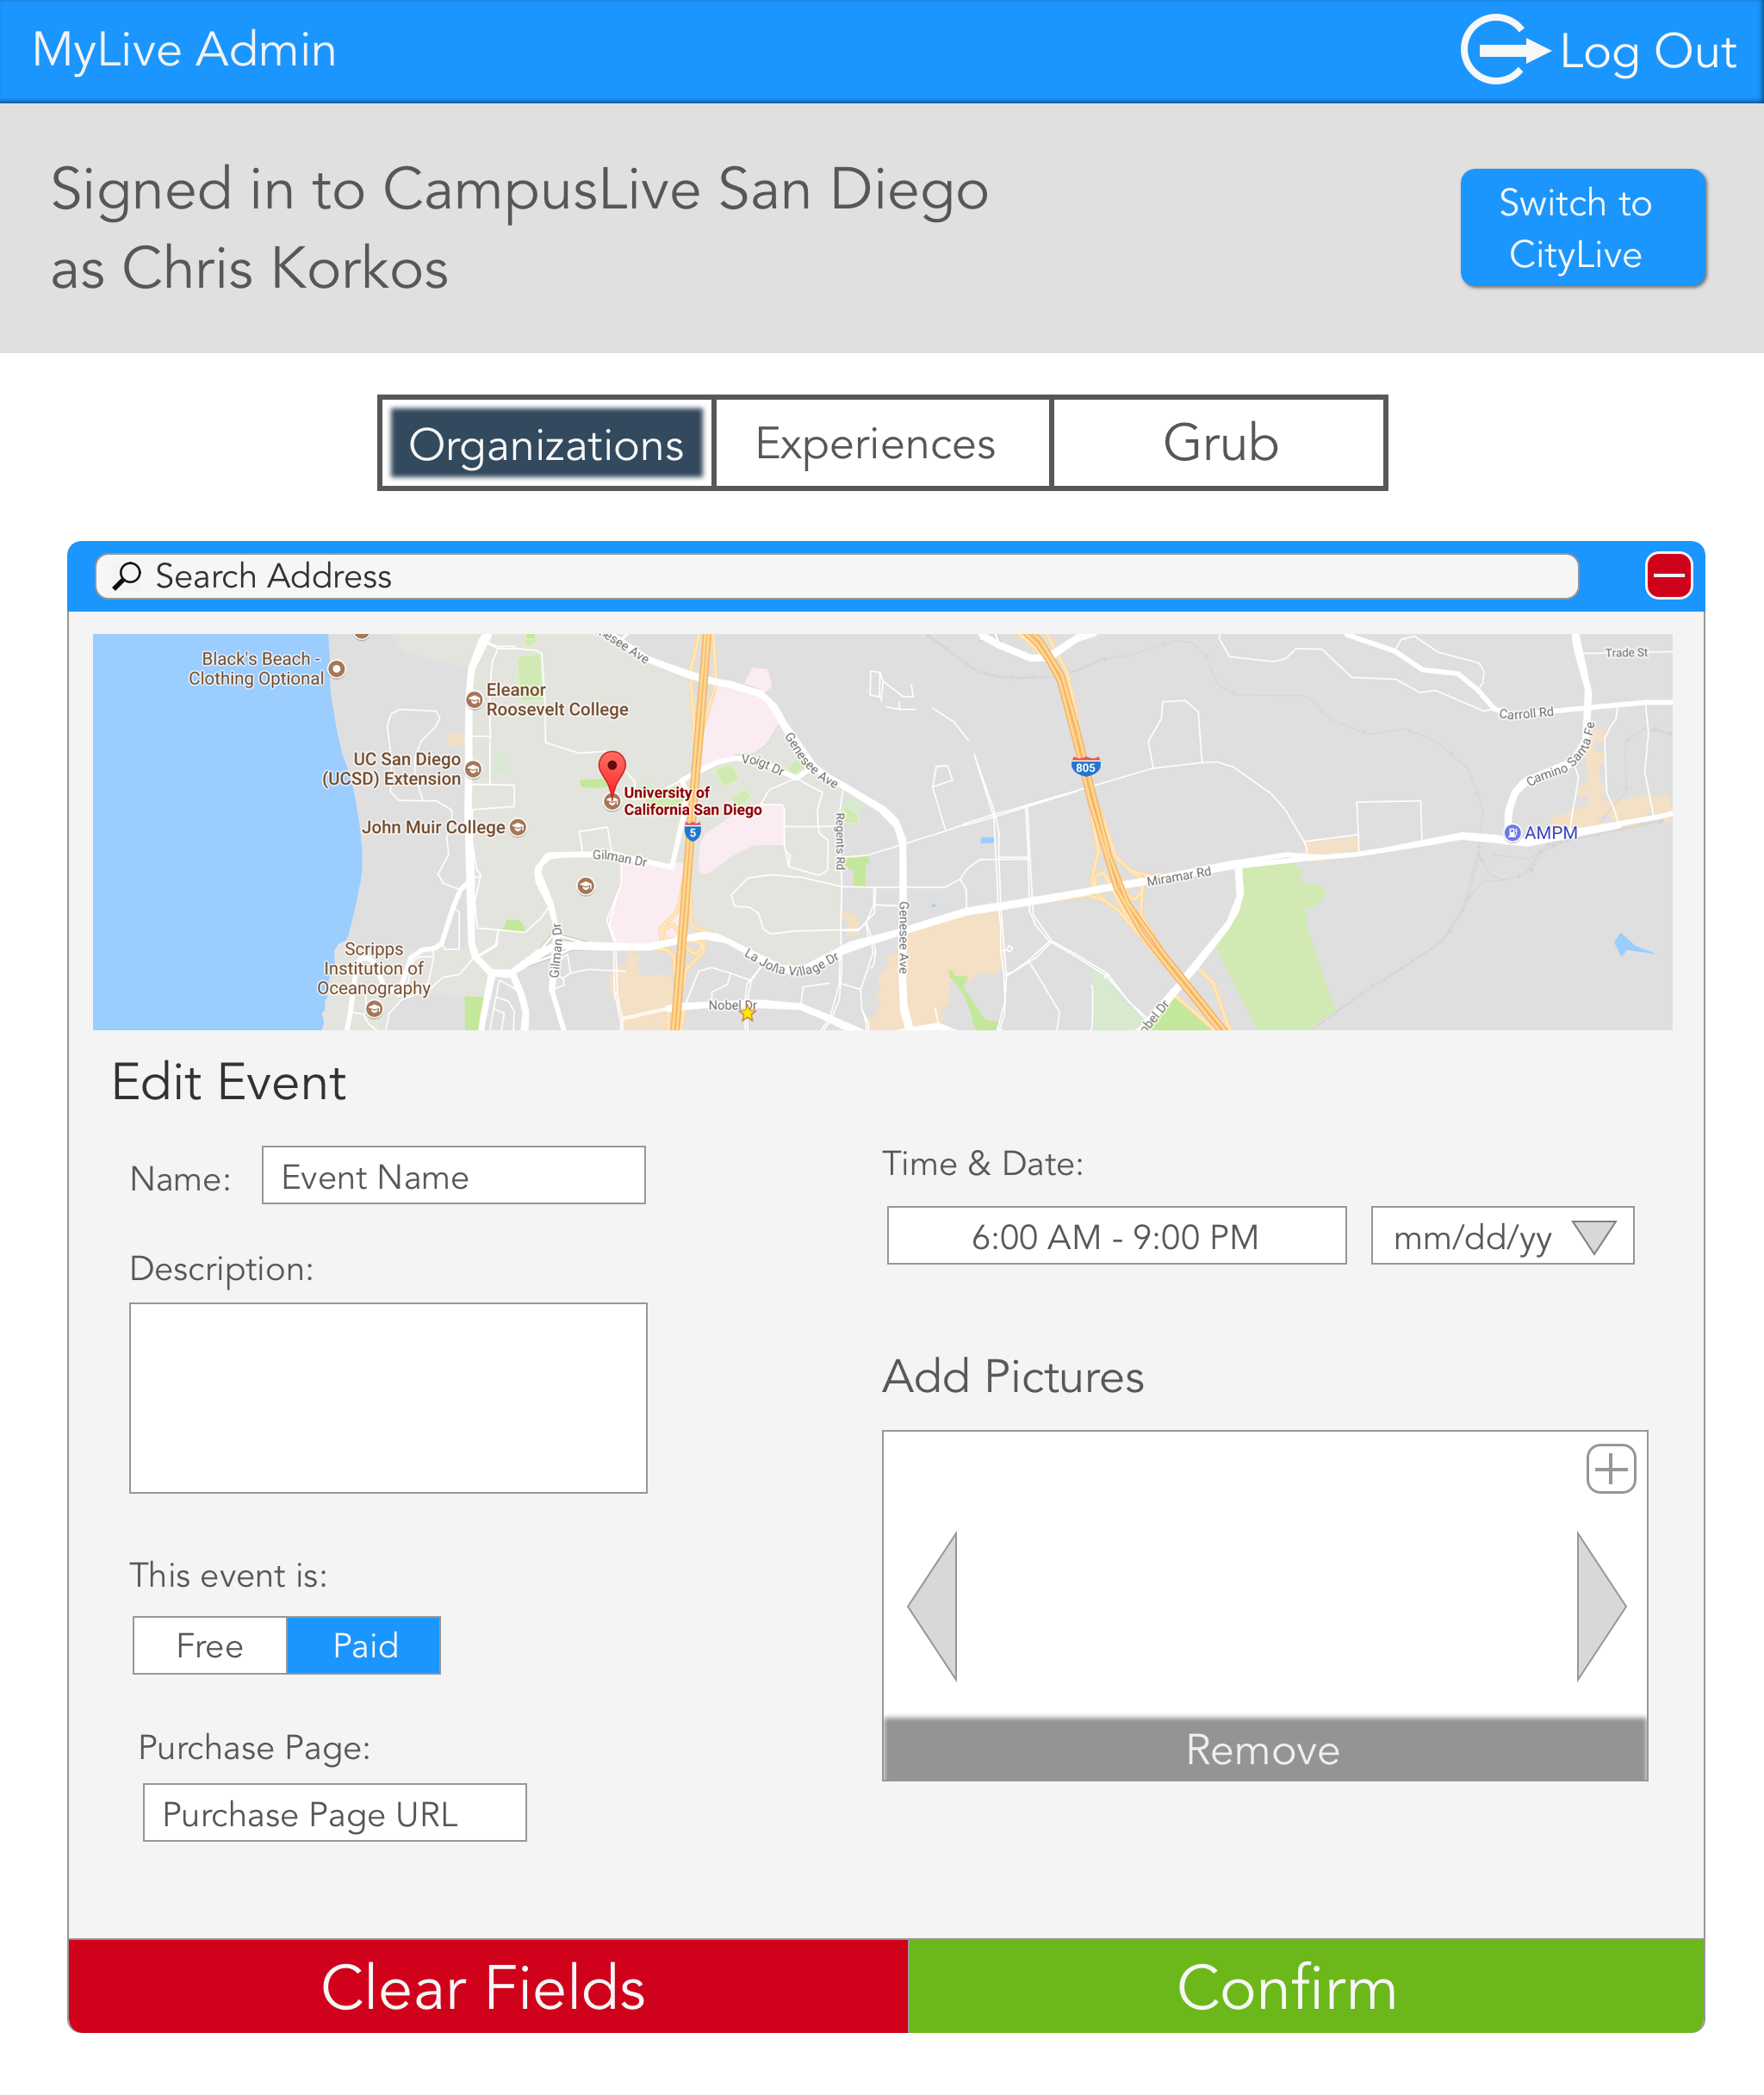 MyLive Admin
Log Out
Signed in to CampusLive San Diego
as Chris Korkos
Switch to
CityLive
Organizations
Experiences
Grub
Search Address
Black's Beach -
Clothing Optional
Eleanor
Roosevelt College
UC San Diego
(UCSD) Extension
John Muir College
University of
California San Diego
Scripps
Institution of
Oceanography
Genesee Ave
Voigt Dr
Regents Rd
5
Gilman Dr
Gilman Dr
Genesee Ave
La Jolla Village Dr
Nobel Dr
805
Miramar Rd
Trade St
Carroll Rd
Camino Santa Fe
AMPM
Edit Event
Name:
Event Name
Description:
This event is:
Free
Paid
Purchase Page:
Purchase Page URL
Time & Date:
6:00 AM - 9:00 PM
mm/dd/yy
Add Pictures
Remove
Clear Fields
Confirm